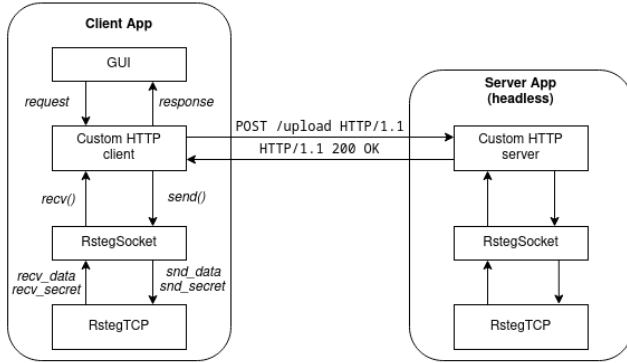 Client App
GUI
request
response
Custom HTTP
client
recv()
send()
RstegSocket
recv_data
recv_secret
snd_data
snd_secret
RstegTCP
POST /upload HTTP/1.1
HTTP/1.1 200 OK
Server App
(headless)
Custom HTTP
server
RstegSocket
RstegTCP